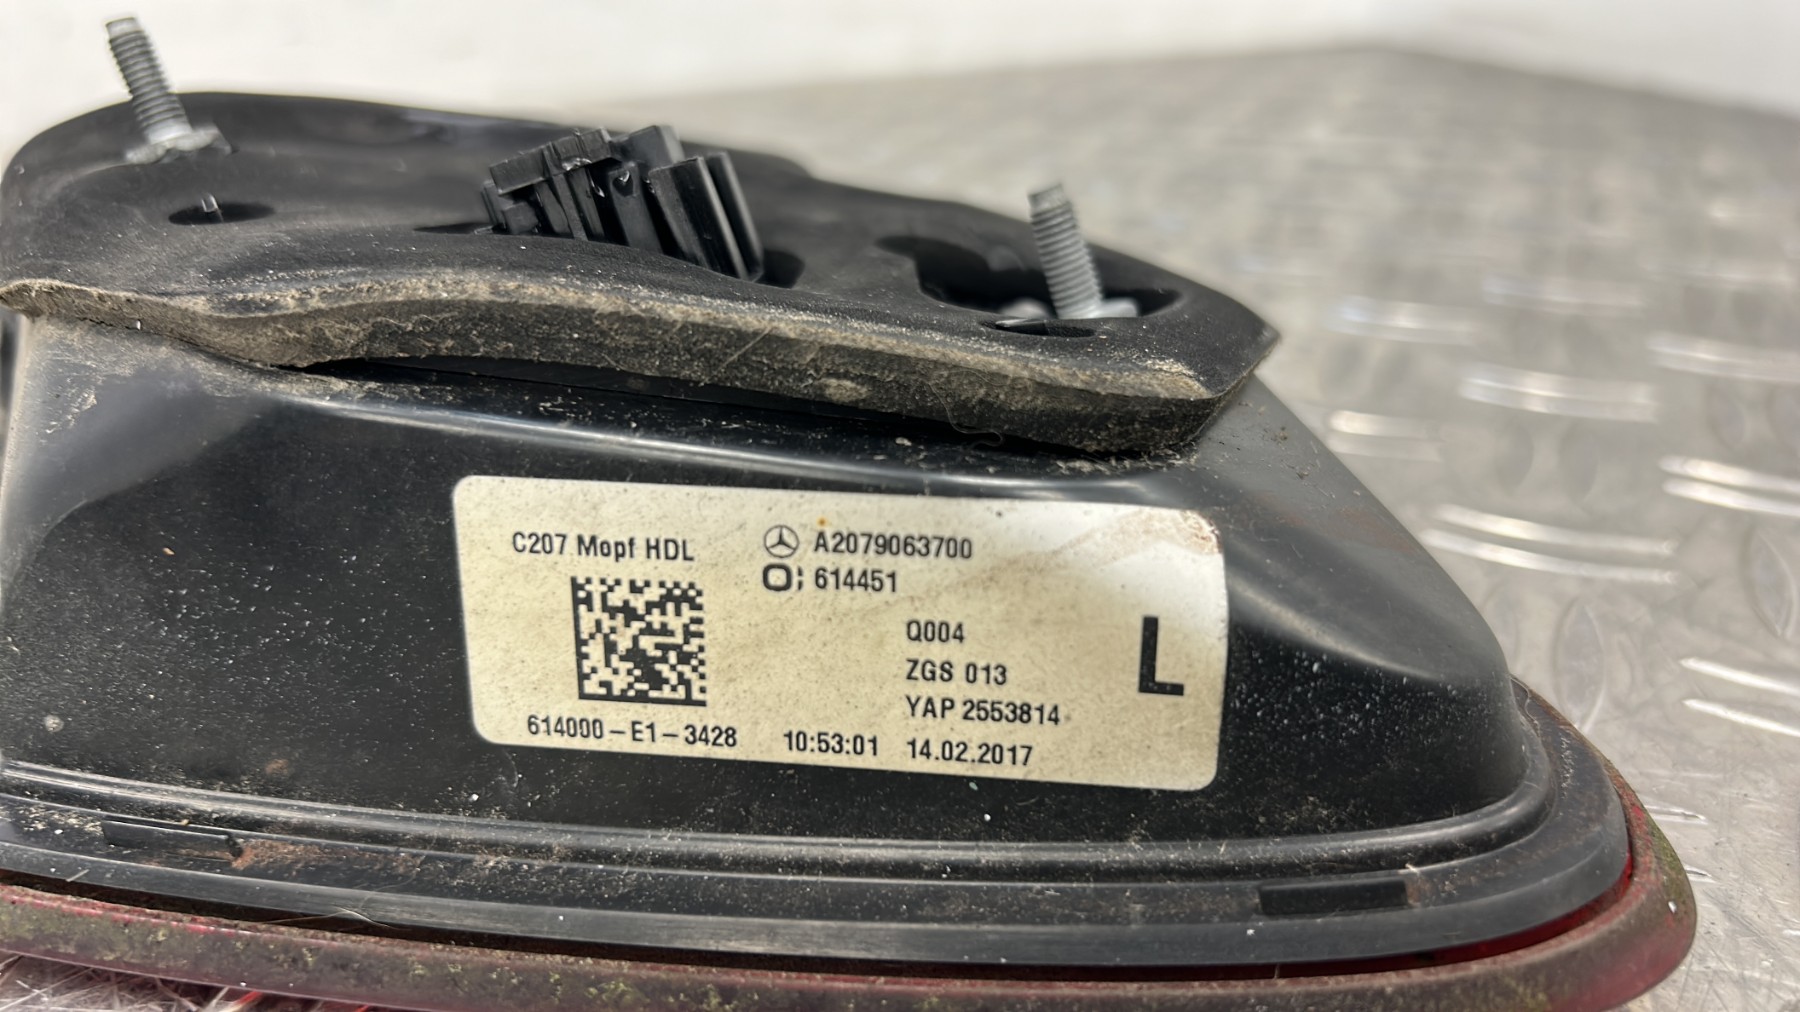 C207 Mopf HDL
A2079063700
614451
Q004
ZGS 013
L
YAP 2553814
614000-E1-3428 10:53:01 14.02.2017